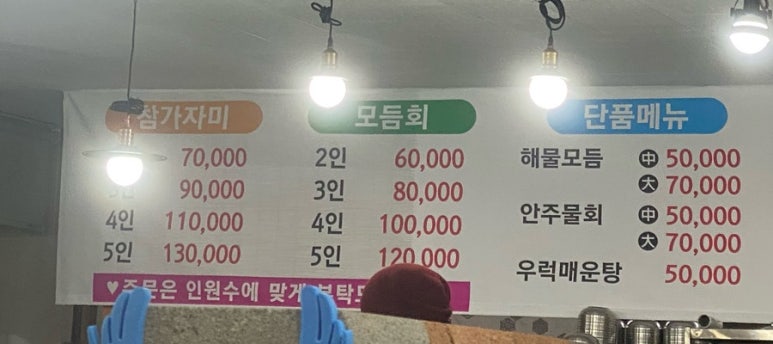 참가자미
70,000
90,000
4인 110,000
5인 130,000
모듬회
2인 60,000
3인 80,000
4인 100,000
5인 120,000
단품메뉴
해물모듬 中 50,000
大 70,000
안주물회 中 50,000
大 70,000
우럭매운탕 50,000
♥주문은 인원수에 맞게